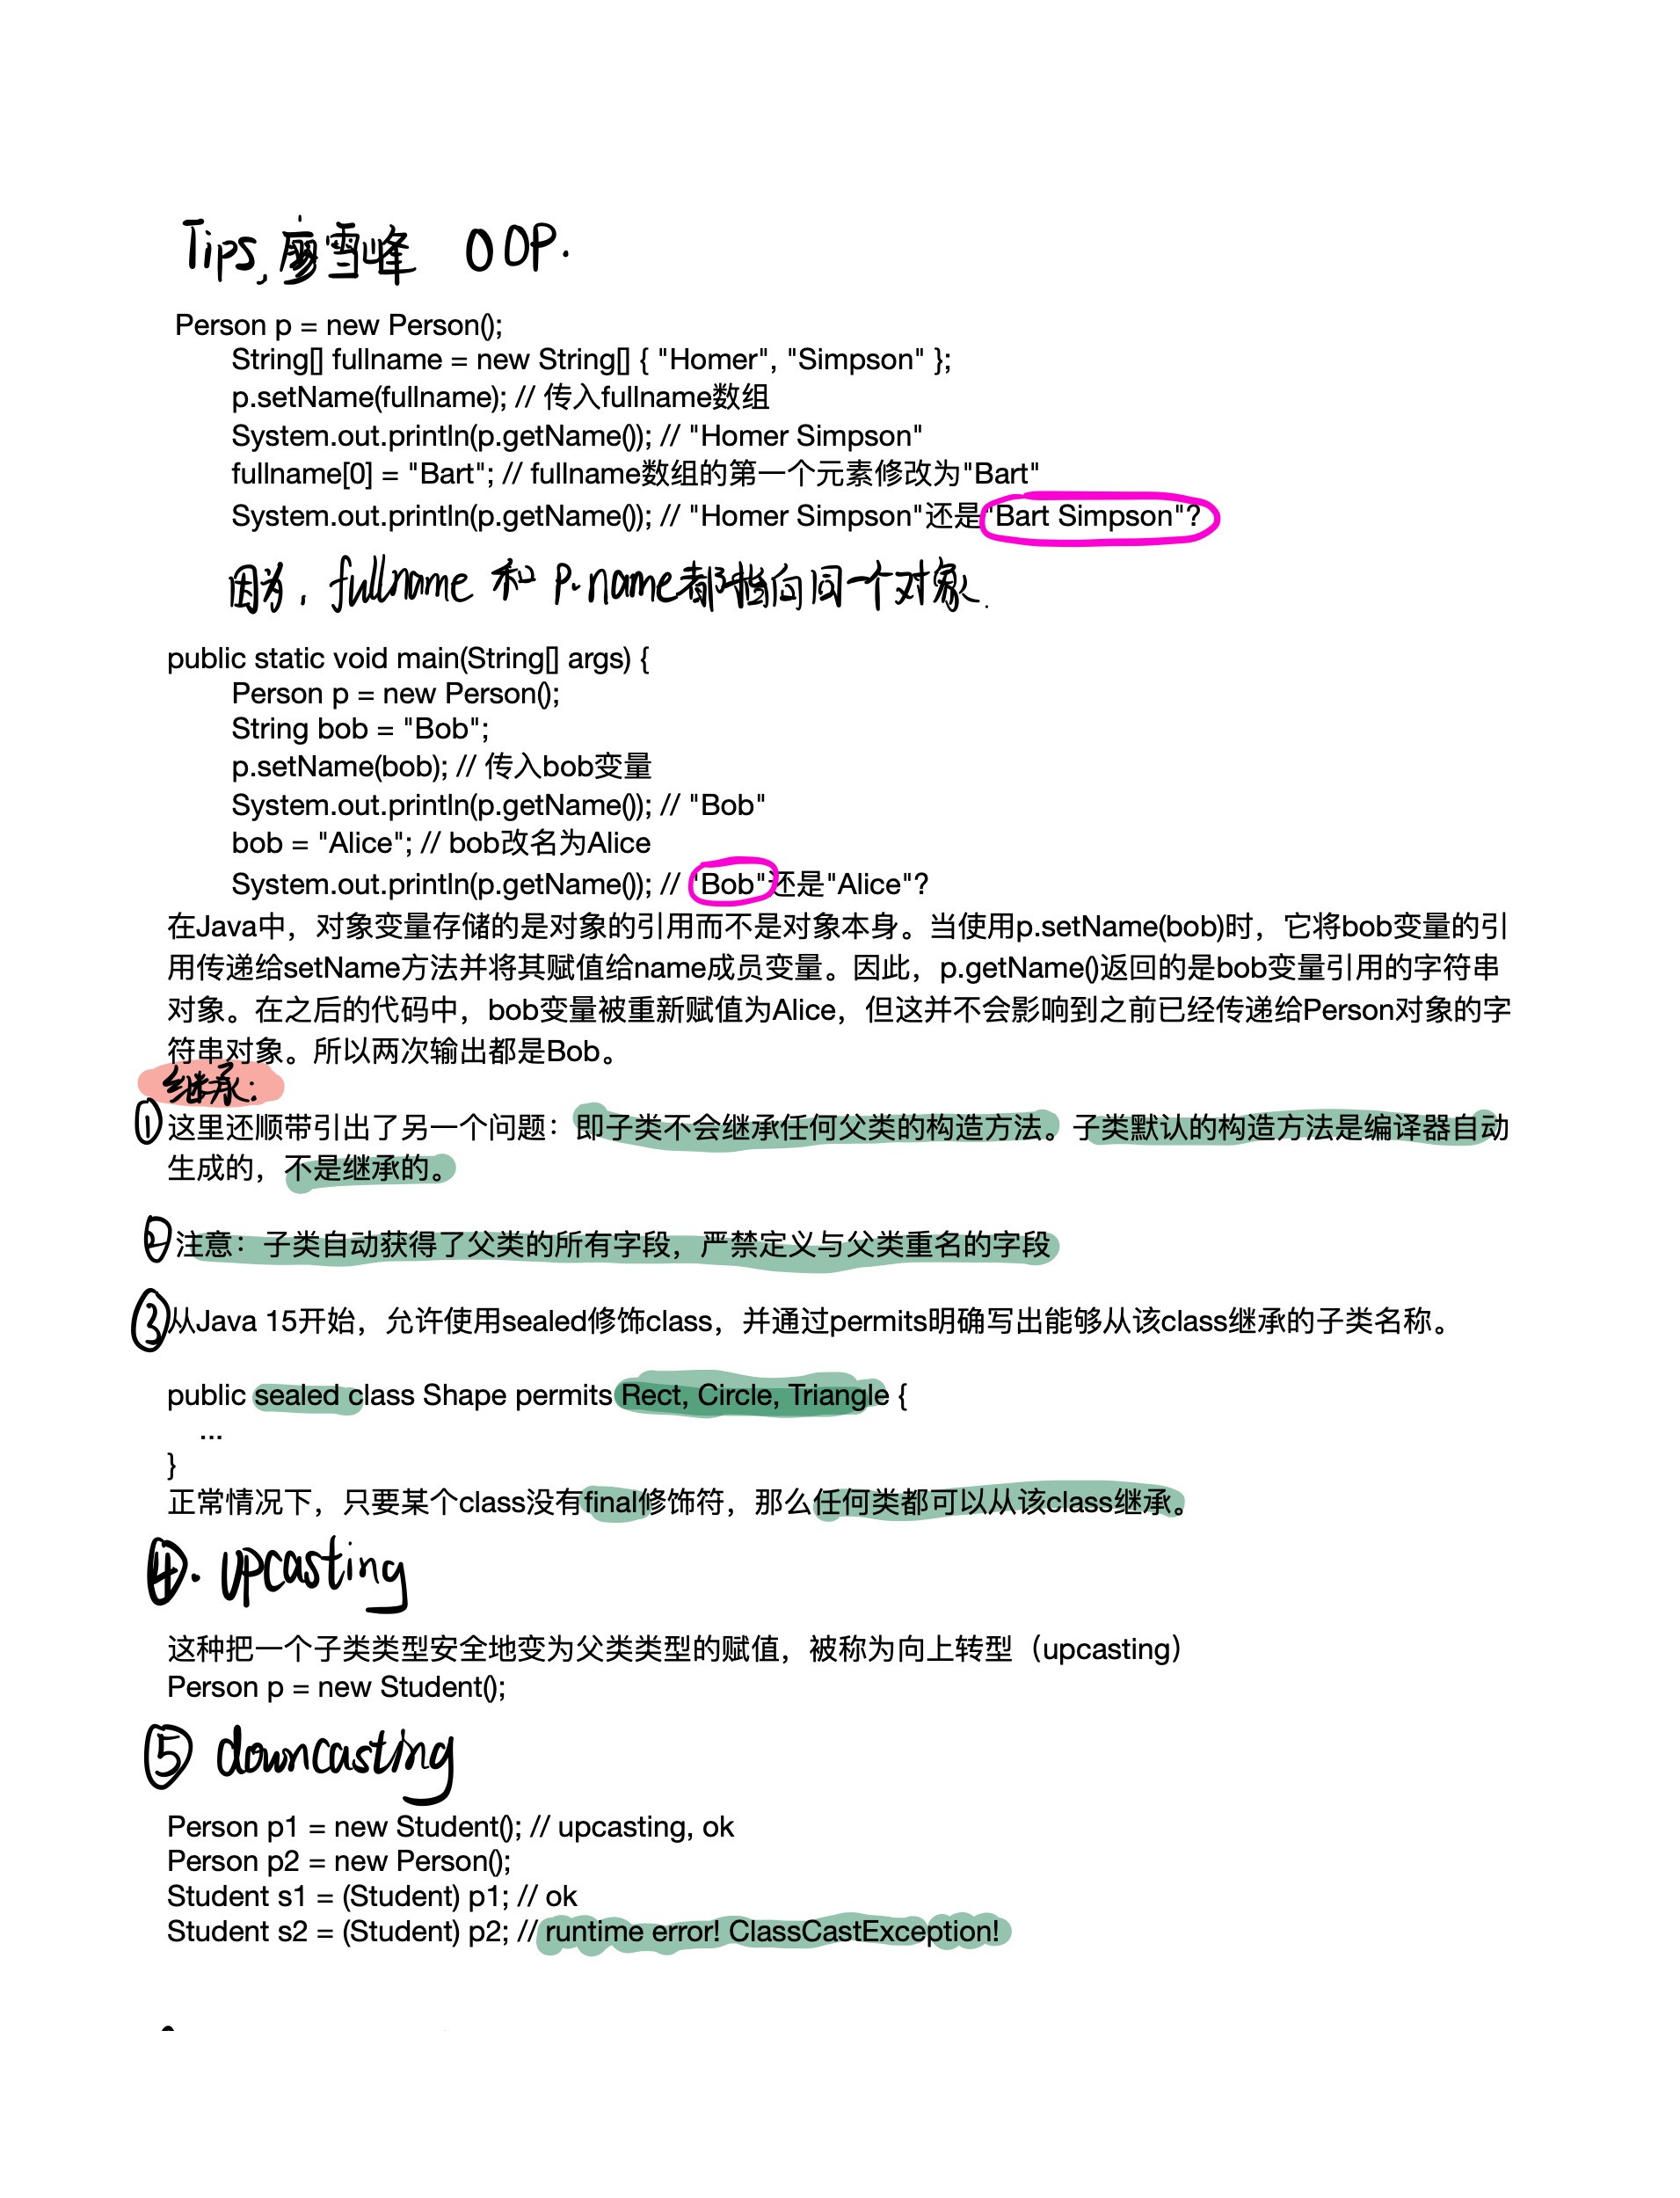 Tips, 廖雪峰 OOP.
Person p = new Person();
String[] fullname = new String[] { "Homer", "Simpson" };
p.setName(fullname); // 传入fullname数组
System.out.println(p.getName()); // "Homer Simpson"
fullname[0] = "Bart"; // fullname数组的第一个元素修改为"Bart"
System.out.println(p.getName()); // "Homer Simpson"还是"Bart Simpson"?
因为, fullname 和 p.name都指向同一个对象.
public static void main(String[] args) {
Person p = new Person();
String bob = "Bob";
p.setName(bob); // 传入bob变量
System.out.println(p.getName()); // "Bob"
bob = "Alice"; // bob改名为Alice
System.out.println(p.getName()); // "Bob"还是"Alice"?
在Java中，对象变量存储的是对象的引用而不是对象本身。当使用p.setName(bob)时，它将bob变量的引
用传递给setName方法并将其赋值给name成员变量。因此，p.getName()返回的是bob变量引用的字符串
对象。在之后的代码中，bob变量被重新赋值为Alice，但这并不会影响到之前已经传递给Person对象的字
符串对象。所以两次输出都是Bob。
继承:
① 这里还顺带引出了另一个问题：即子类不会继承任何父类的构造方法。子类默认的构造方法是编译器自动
生成的，不是继承的。
② 注意：子类自动获得了父类的所有字段，严禁定义与父类重名的字段
③ 从Java 15开始，允许使用sealed修饰class，并通过permits明确写出能够从该class继承的子类名称。
public sealed class Shape permits Rect, Circle, Triangle {
...
}
正常情况下，只要某个class没有final修饰符，那么任何类都可以从该class继承。
④. upcasting
这种把一个子类类型安全地变为父类类型的赋值，被称为向上转型（upcasting）
Person p = new Student();
⑤ downcasting
Person p1 = new Student(); // upcasting, ok
Person p2 = new Person();
Student s1 = (Student) p1; // ok
Student s2 = (Student) p2; // runtime error! ClassCastException!